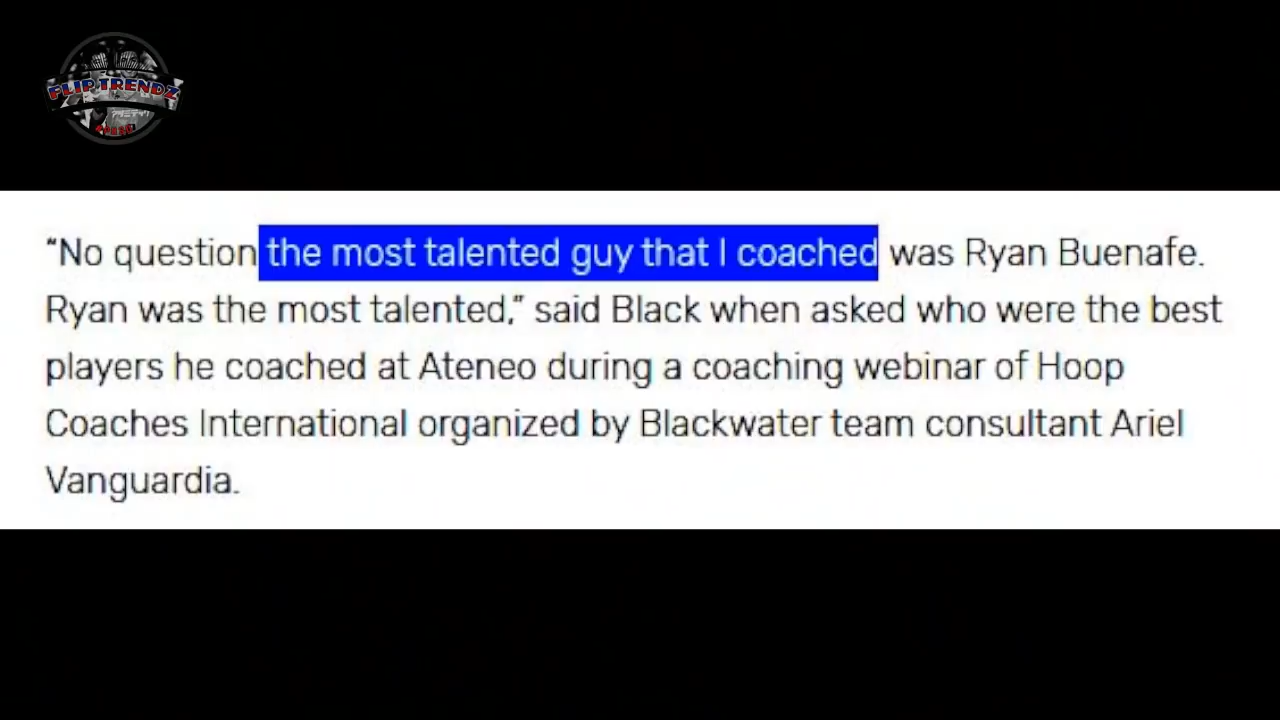 FLIP TRENDZ
“No question the most talented guy that I coached was Ryan Buenafe.
Ryan was the most talented,” said Black when asked who were the best
players he coached at Ateneo during a coaching webinar of Hoop
Coaches International organized by Blackwater team consultant Ariel
Vanguardia.